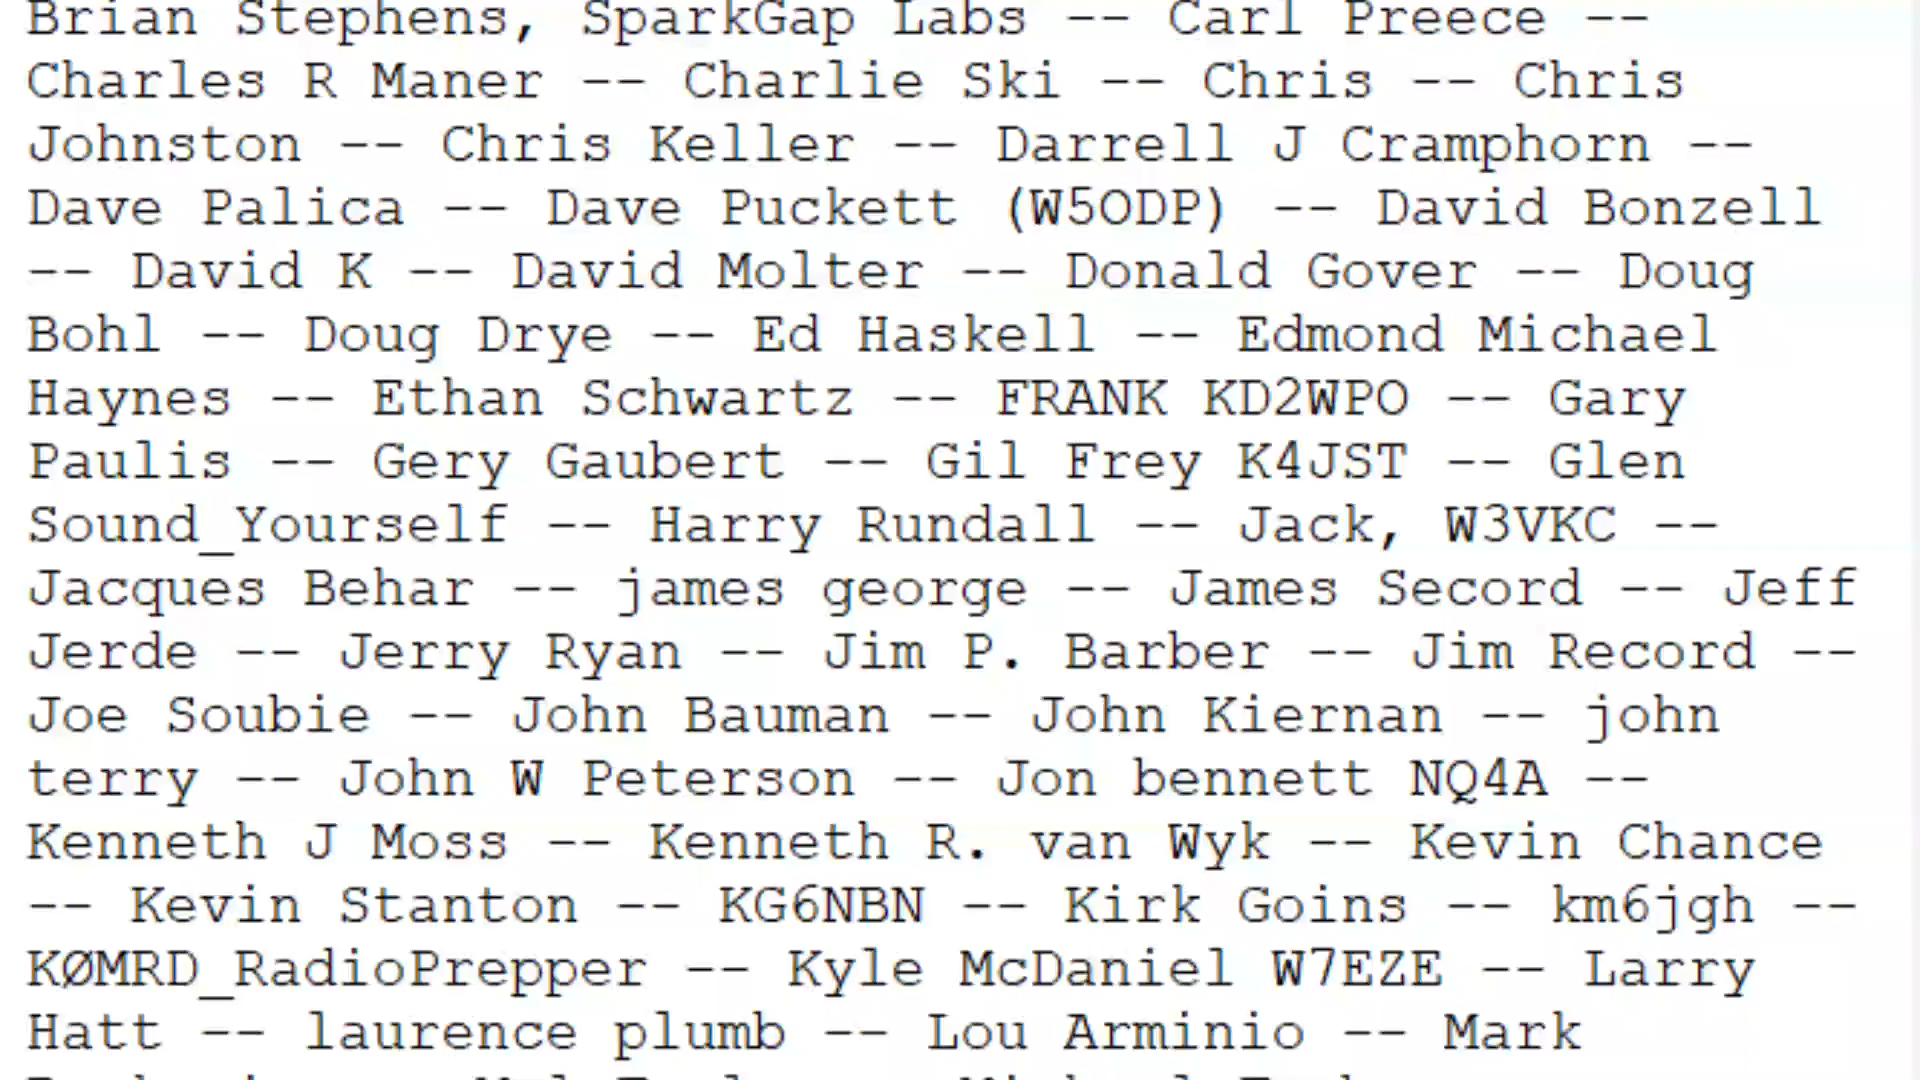 Brian Stephens, SparkGap Labs -- Carl Preece --
Charles R Maner -- Charlie Ski -- Chris -- Chris
Johnston -- Chris Keller -- Darrell J Cramphorn --
Dave Palica -- Dave Puckett (W5ODP) -- David Bonzell
-- David K -- David Molter -- Donald Gover -- Doug
Bohl -- Doug Drye -- Ed Haskell -- Edmond Michael
Haynes -- Ethan Schwartz -- FRANK KD2WPO -- Gary
Paulis -- Gery Gaubert -- Gil Frey K4JST -- Glen
Sound_Yourself -- Harry Rundall -- Jack, W3VKC --
Jacques Behar -- james george -- James Secord -- Jeff
Jerde -- Jerry Ryan -- Jim P. Barber -- Jim Record --
Joe Soubie -- John Bauman -- John Kiernan -- john
terry -- John W Peterson -- Jon bennett NQ4A --
Kenneth J Moss -- Kenneth R. van Wyk -- Kevin Chance
-- Kevin Stanton -- KG6NBN -- Kirk Goins -- km6jgh --
KØMRD_RadioPrepper -- Kyle McDaniel W7EZE -- Larry
Hatt -- laurence plumb -- Lou Arminio -- Mark